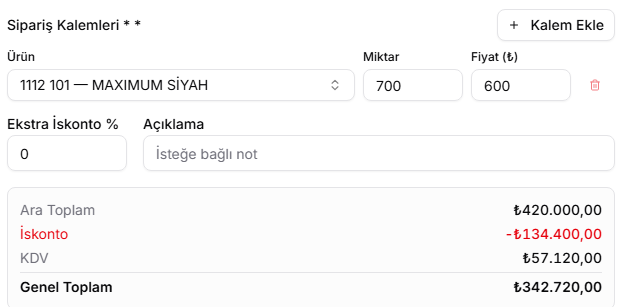 Sipariş Kalemleri * *
+ Kalem Ekle
Ürün
Miktar
Fiyat (₺)
1112 101 — MAXIMUM SİYAH
700
600
Ekstra İskonto %
Açıklama
0
İsteğe bağlı not
Ara Toplam ₺420.000,00
İskonto -₺134.400,00
KDV ₺57.120,00
Genel Toplam ₺342.720,00